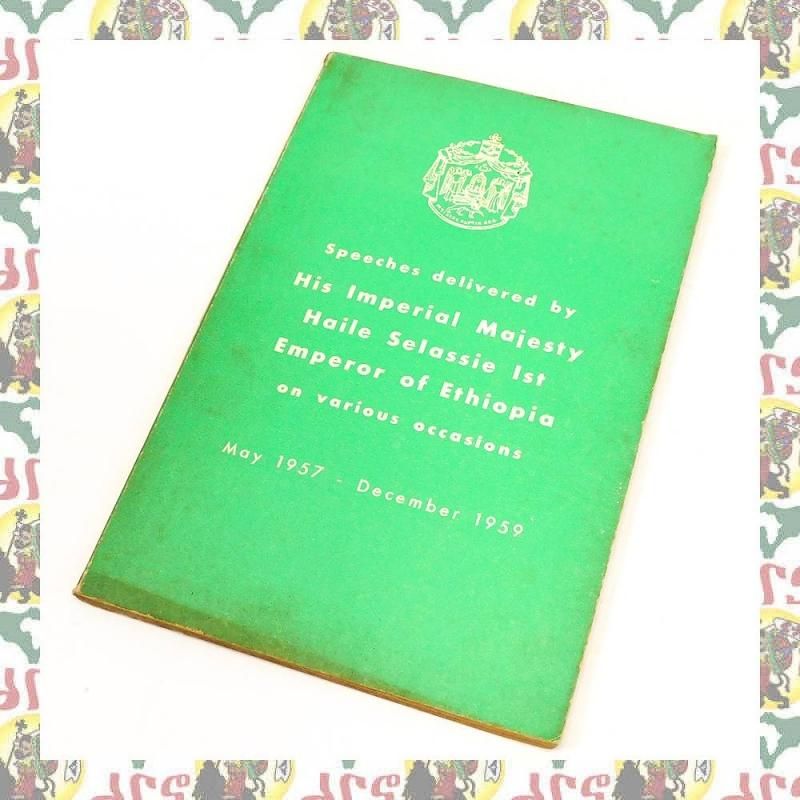 Speeches delivered by
His Imperial Majesty
Haile Selassie Ist
Emperor of Ethiopia
on various occasions
May 1957 - December 1959